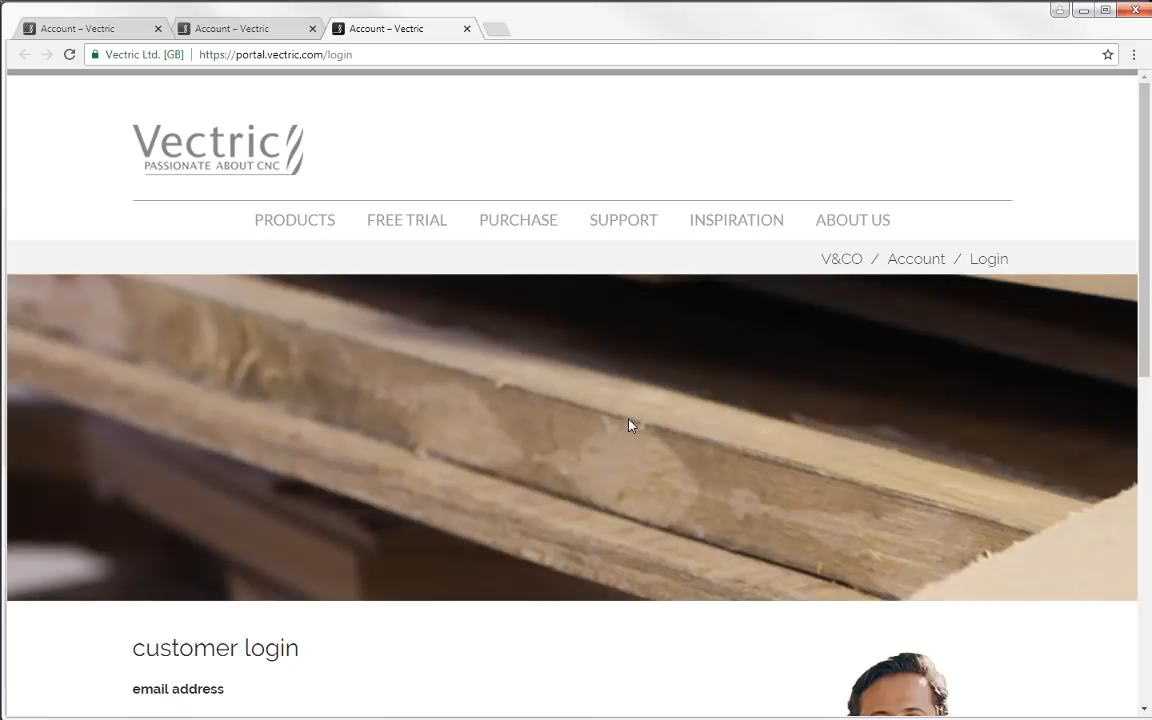 Account – Vectric
Account – Vectric
Account – Vectric
Vectric Ltd. [GB] https://portal.vectric.com/login
Vectric
PASSIONATE ABOUT CNC
PRODUCTS FREE TRIAL PURCHASE SUPPORT INSPIRATION ABOUT US
V&CO / Account / Login
customer login
email address